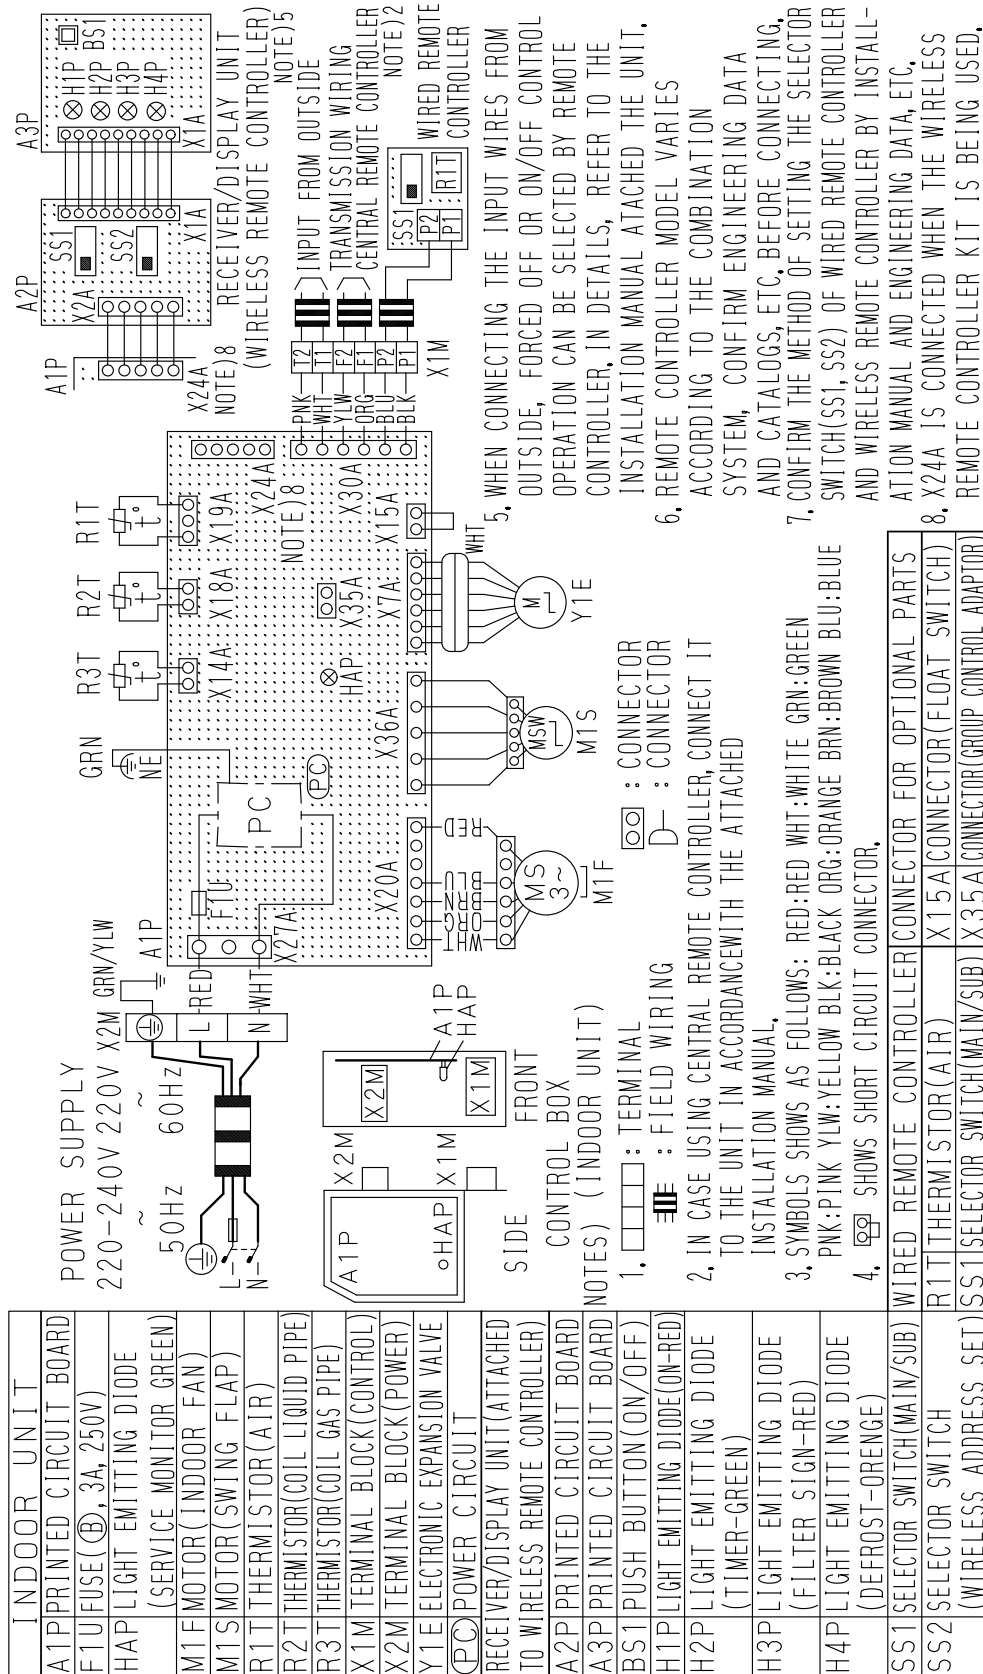 INDOOR UNIT
A1P PRINTED CIRCUIT BOARD
F1U FUSE(Ⓑ, 3A, 250V)
HAP LIGHT EMITTING DIODE
(SERVICE MONITOR GREEN)
M1F MOTOR(INDOOR FAN)
M1S MOTOR(SWING FLAP)
R1T THERMISTOR(AIR)
R2T THERMISTOR(COIL LIQUID PIPE)
R3T THERMISTOR(COIL GAS PIPE)
X1M TERMINAL BLOCK(CONTROL)
X2M TERMINAL BLOCK(POWER)
Y1E ELECTRONIC EXPANSION VALVE
PC POWER CIRCUIT
RECEIVER/DISPLAY UNIT(ATTACHED
TO WIRELESS REMOTE CONTROLLER)
A2P PRINTED CIRCUIT BOARD
A3P PRINTED CIRCUIT BOARD
BS1 PUSH BUTTON(ON/OFF)
H1P LIGHT EMITTING DIODE(ON-RED)
H2P LIGHT EMITTING DIODE
(TIMER-GREEN)
H3P LIGHT EMITTING DIODE
(FILTER SIGN-RED)
H4P LIGHT EMITTING DIODE
(DEFROST-ORENGE)
SS1 SELECTOR SWITCH(MAIN/SUB)
SS2 SELECTOR SWITCH
(WIRELESS ADDRESS SET)
WIRED REMOTE CONTROLLER
R1T THERMISTOR(AIR)
SS1 SELECTOR SWITCH(MAIN/SUB)
CONNECTOR FOR OPTIONAL PARTS
X15A CONNECTOR(FLOAT SWITCH)
X35A CONNECTOR(GROUP CONTROL ADAPTOR)
POWER SUPPLY
220-240V 220V
~ ~
50Hz 60Hz
L
N
X2M
GRN/YLW
L
N
RED
WHT
A1P
X27A
F1U
PC
PC
GRN
NE
R3T
t°
X14A
R2T
t°
X18A
R1T
t°
X19A
HAP
X35A
X24A
NOTE)8
X30A
X20A
X36A
X7A
X15A
WHT
ORG
BRN
BLU
RED
MS
3~
M1F
MSW
M1S
WHT
M
Y1E
PNK
WHT
YLW
ORG
BLU
BLK
T2
T1
F2
F1
P2
P1
X1M
INPUT FROM OUTSIDE
NOTE)5
TRANSMISSION WIRING
CENTRAL REMOTE CONTROLLER
NOTE)2
WIRED REMOTE
CONTROLLER
SS1
P2
P1
R1T
A1P
X24A
NOTE)8
A2P
X2A
SS1
SS2
X1A
A3P
X1A
H1P
H2P
H3P
H4P
BS1
RECEIVER/DISPLAY UNIT
(WIRELESS REMOTE CONTROLLER)
A1P
HAP
X2M
X1M
SIDE
X2M
X1M
A1P
HAP
FRONT
CONTROL BOX
(INDOOR UNIT)
NOTES)
1. : TERMINAL : CONNECTOR
: FIELD WIRING : CONNECTOR
2. IN CASE USING CENTRAL REMOTE CONTROLLER, CONNECT IT
TO THE UNIT IN ACCORDANCEWITH THE ATTACHED
INSTALLATION MANUAL.
3. SYMBOLS SHOWS AS FOLLOWS: RED:RED WHT:WHITE GRN:GREEN
PNK:PINK YLW:YELLOW BLK:BLACK ORG:ORANGE BRN:BROWN BLU:BLUE
4. SHOWS SHORT CIRCUIT CONNECTOR.
5. WHEN CONNECTING THE INPUT WIRES FROM
OUTSIDE, FORCED OFF OR ON/OFF CONTROL
OPERATION CAN BE SELECTED BY REMOTE
CONTROLLER, IN DETAILS, REFER TO THE
INSTALLATION MANUAL ATACHED THE UNIT.
6. REMOTE CONTROLLER MODEL VARIES
ACCORDING TO THE COMBINATION
SYSTEM, CONFIRM ENGINEERING DATA
AND CATALOGS, ETC. BEFORE CONNECTING.
7. CONFIRM THE METHOD OF SETTING THE SELECTOR
SWITCH(SS1, SS2) OF WIRED REMOTE CONTROLLER
AND WIRELESS REMOTE CONTROLLER BY INSTALL-
ATION MANUAL AND ENGINEERING DATA, ETC.
8. X24A IS CONNECTED WHEN THE WIRELESS
REMOTE CONTROLLER KIT IS BEING USED.